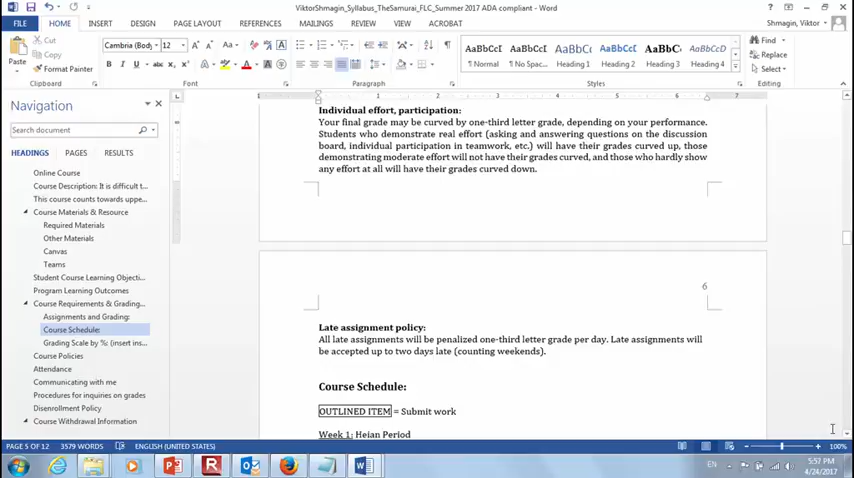 ViktorShmagin_Syllabus_TheSamurai_FLC_Summer 2017 ADA compliant - Word
FILE HOME INSERT DESIGN PAGE LAYOUT REFERENCES MAILINGS REVIEW VIEW ACROBAT Shmagin, Viktor
Cut
Copy
Format Painter
Paste
Cambria (Body) 12
Find
Replace
Select
AaBbCcI AaBbCcI AaBbC AaBbCcI AaBbC AaBbCcD
¶ Normal ¶ No Spac... Heading 1 Heading 2 Heading 3 Heading 4
Clipboard Font Paragraph Styles Editing
Navigation
Search document
HEADINGS PAGES RESULTS
Online Course
Course Description: It is difficult t...
This course counts towards uppe...
Course Materials & Resource
Required Materials
Other Materials
Canvas
Teams
Student Course Learning Objecti...
Program Learning Outcomes
Course Requirements & Grading...
Assignments and Grading:
Course Schedule:
Grading Scale by %: (insert ins...
Course Policies
Attendance
Communicating with me
Procedures for inquiries on grades
Disenrollment Policy
Course Withdrawal Information
1 2 3 4 5 6 7
Individual effort, participation:
Your final grade may be curved by one-third letter grade, depending on your performance.
Students who demonstrate real effort (asking and answering questions on the discussion
board, individual participation in teamwork, etc.) will have their grades curved up, those
demonstrating moderate effort will not have their grades curved, and those who hardly show
any effort at all will have their grades curved down.
6
Late assignment policy:
All late assignments will be penalized one-third letter grade per day. Late assignments will
be accepted up to two days late (counting weekends).
Course Schedule:
OUTLINED ITEM = Submit work
Week 1: Heian Period
PAGE 5 OF 12 3579 WORDS ENGLISH (UNITED STATES) 100%
EN 5:57 PM
4/24/2017